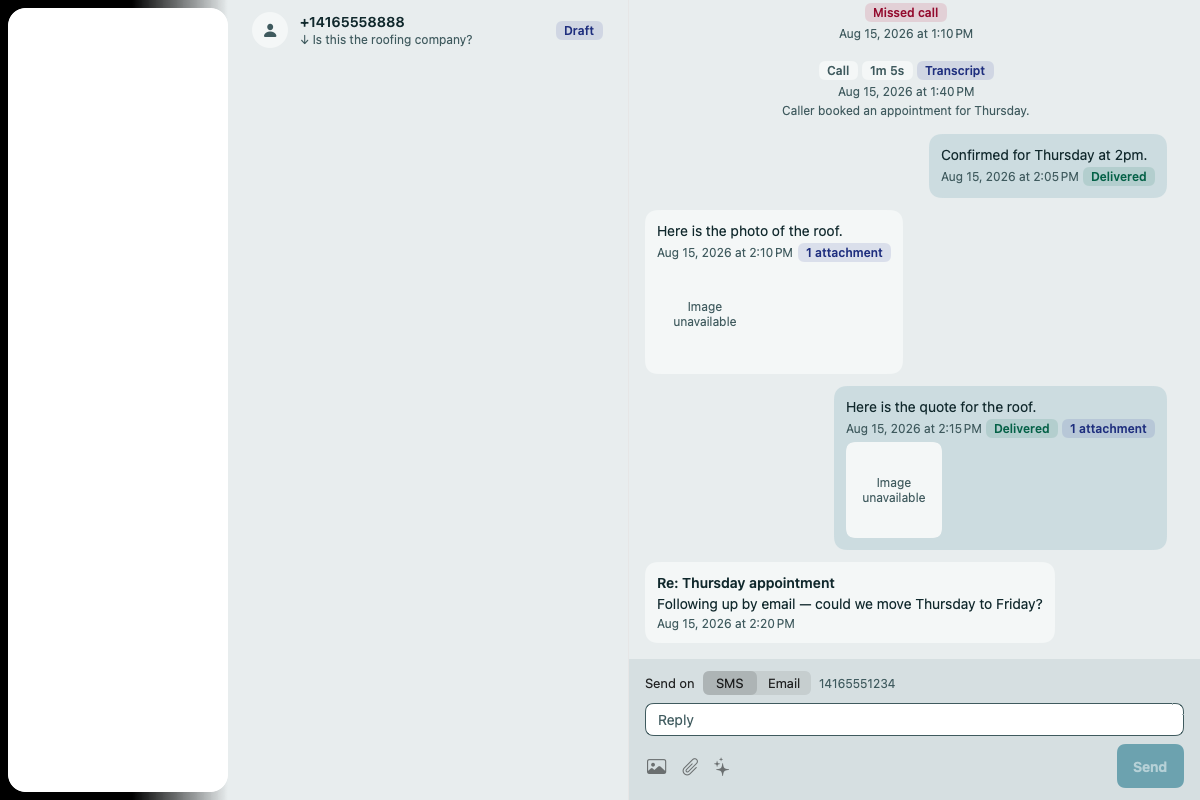 +14165558888
↓ Is this the roofing company?
Draft
Missed call
Aug 15, 2026 at 1:10 PM
Call 1m 5s Transcript
Aug 15, 2026 at 1:40 PM
Caller booked an appointment for Thursday.
Confirmed for Thursday at 2pm.
Aug 15, 2026 at 2:05 PM Delivered
Here is the photo of the roof.
Aug 15, 2026 at 2:10 PM 1 attachment
Image
unavailable
Here is the quote for the roof.
Aug 15, 2026 at 2:15 PM Delivered 1 attachment
Image
unavailable
Re: Thursday appointment
Following up by email — could we move Thursday to Friday?
Aug 15, 2026 at 2:20 PM
Send on SMS Email 14165551234
Reply
Send